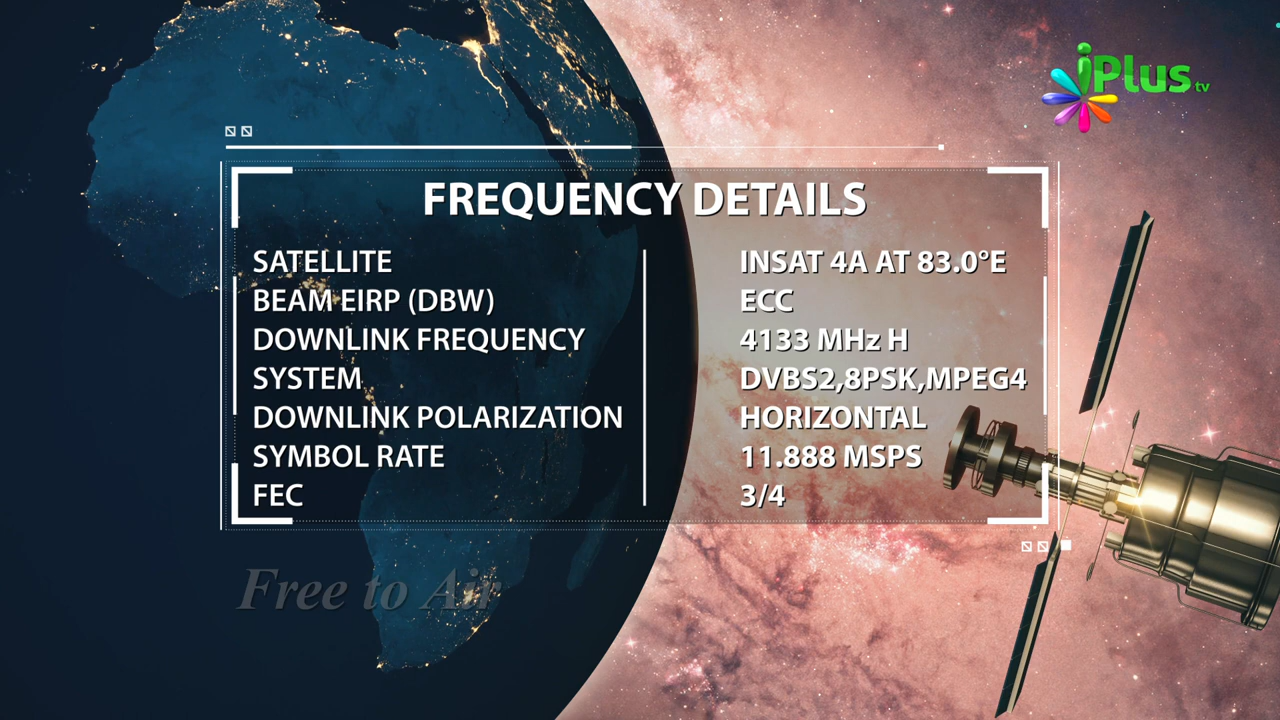 iPlus tv
FREQUENCY DETAILS
SATELLITE INSAT 4A AT 83.0°E
BEAM EIRP (DBW) ECC
DOWNLINK FREQUENCY 4133 MHz H
SYSTEM DVBS2,8PSK,MPEG4
DOWNLINK POLARIZATION HORIZONTAL
SYMBOL RATE 11.888 MSPS
FEC 3/4
Free to Air